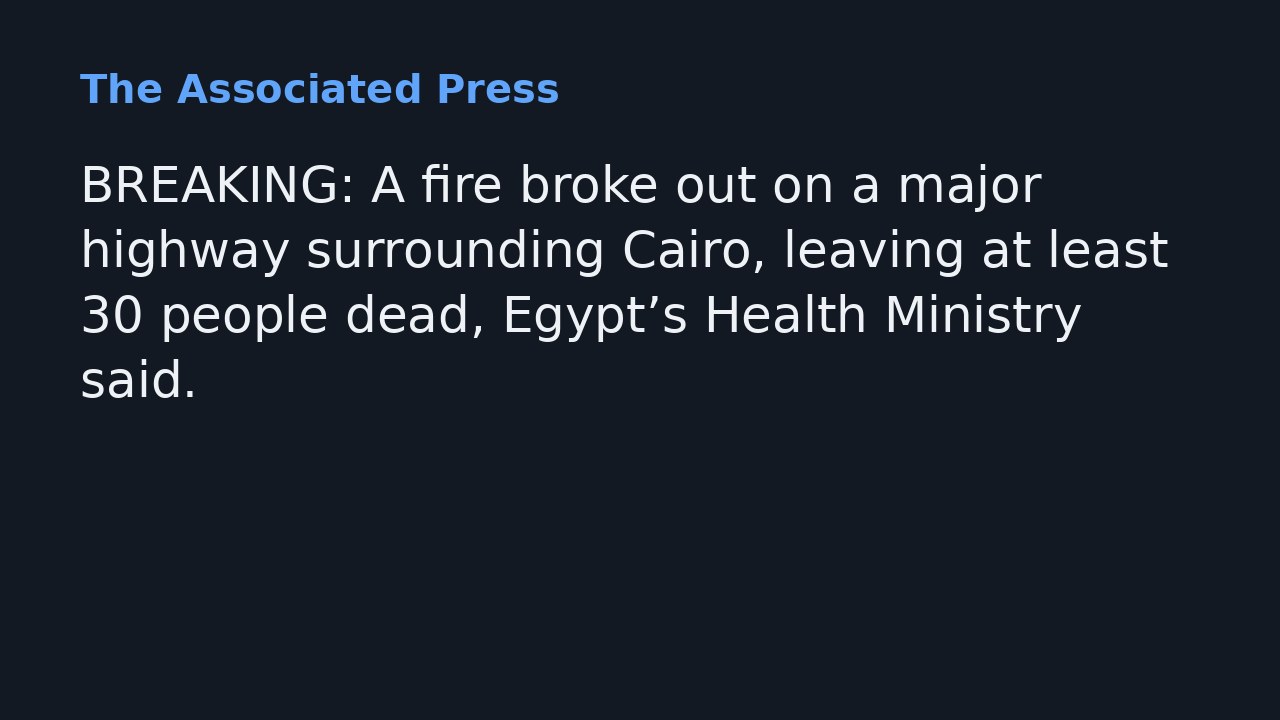 The Associated Press
BREAKING: A fire broke out on a major
highway surrounding Cairo, leaving at least
30 people dead, Egypt’s Health Ministry
said.